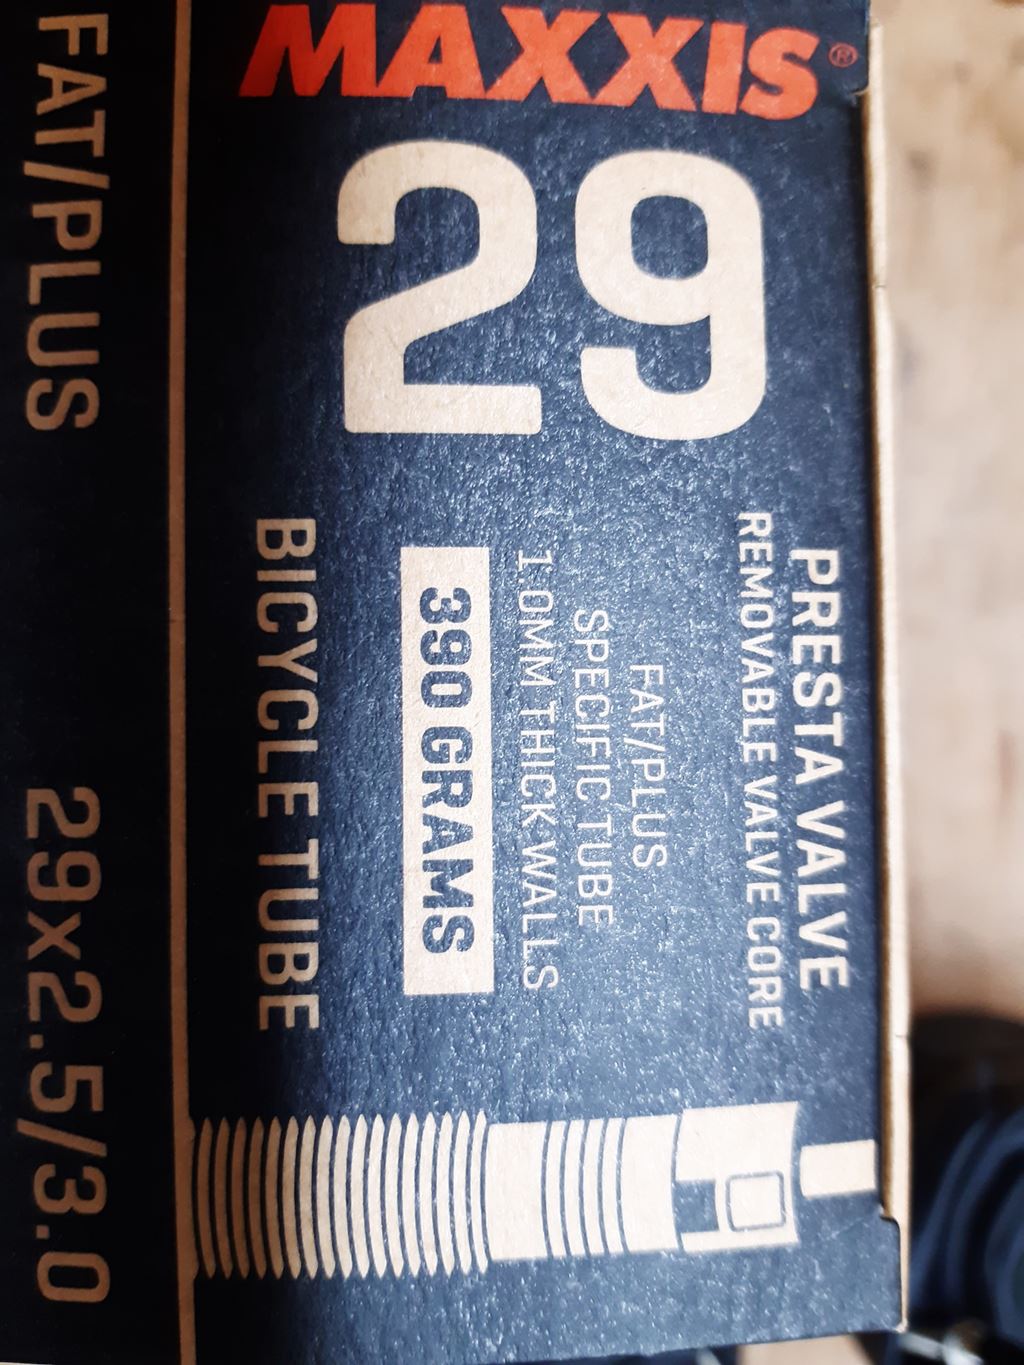 MAXXIS®
29
PRESTA VALVE
REMOVABLE VALVE CORE
FAT/PLUS
SPECIFIC TUBE
1.0MM THICK WALLS
390 GRAMS
BICYCLE TUBE
FAT/PLUS
29x2.5/3.0